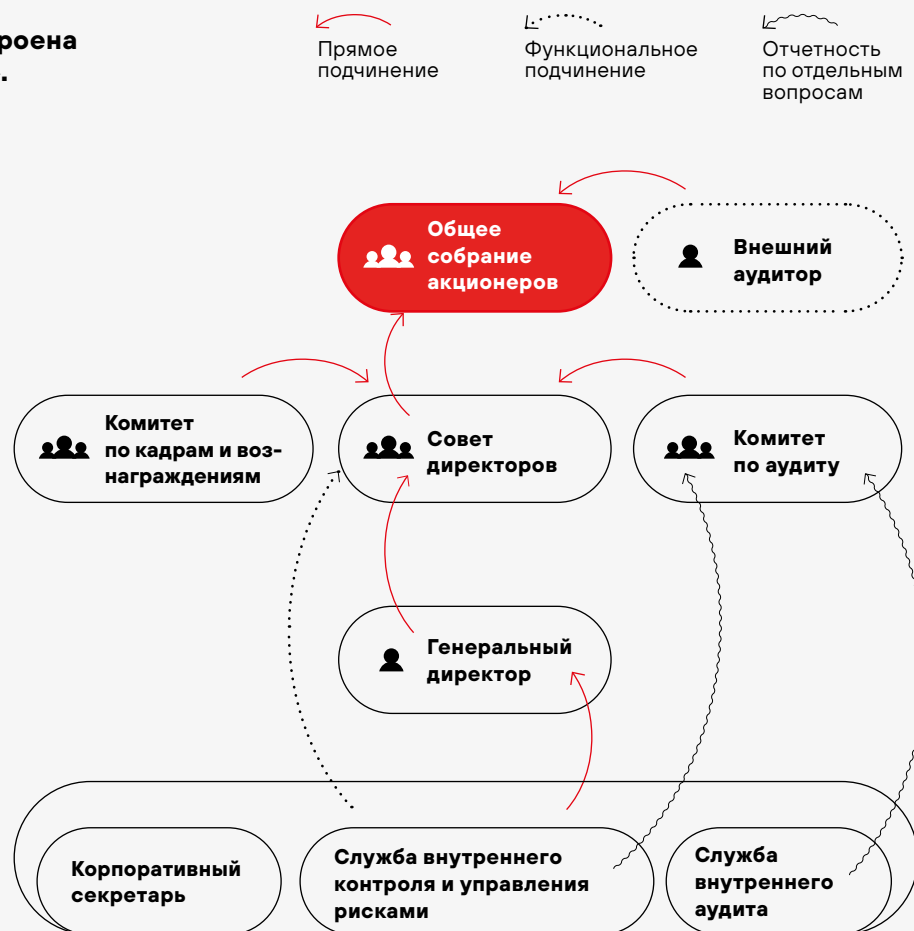 роена
.
Прямое
подчинение
Функциональное
подчинение
Отчетность
по отдельным
вопросам
Общее
собрание
акционеров
Внешний
аудитор
Комитет
по кадрам и воз-
награждениям
Совет
директоров
Комитет
по аудиту
Генеральный
директор
Корпоративный
секретарь
Служба внутреннего
контроля и управления
рисками
Служба
внутреннего
аудита